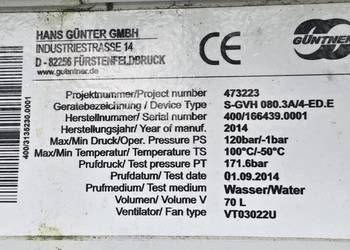 HANS GÜNTER GMBH
INDUSTRIESTRASSE 14
D - 82256 FÜRSTENFELDBRUCK
www.guntner.de
CE
GÜNTNER
Projektnummer/Project number 473223
Gerätebezeichnung / Device Type S-GVH 080.3A/4-ED.E
Herstellnummer/ Serial number 400/166439.0001
Herstellungsjahr/ Year of manuf. 2014
Max/Min Druck/Oper. Pressure PS 120bar/-1bar
Max/Min Temperatur/ Temperature TS 100°C/-50°C
Prüfdruck/ Test pressure PT 171.6bar
Prüfdatum/ Test date 01.09.2014
Prüfmedium/ Test medium Wasser/Water
Volumen/ Volume V 70 L
Ventilator/ Fan type VT03022U
400/3135230.0001